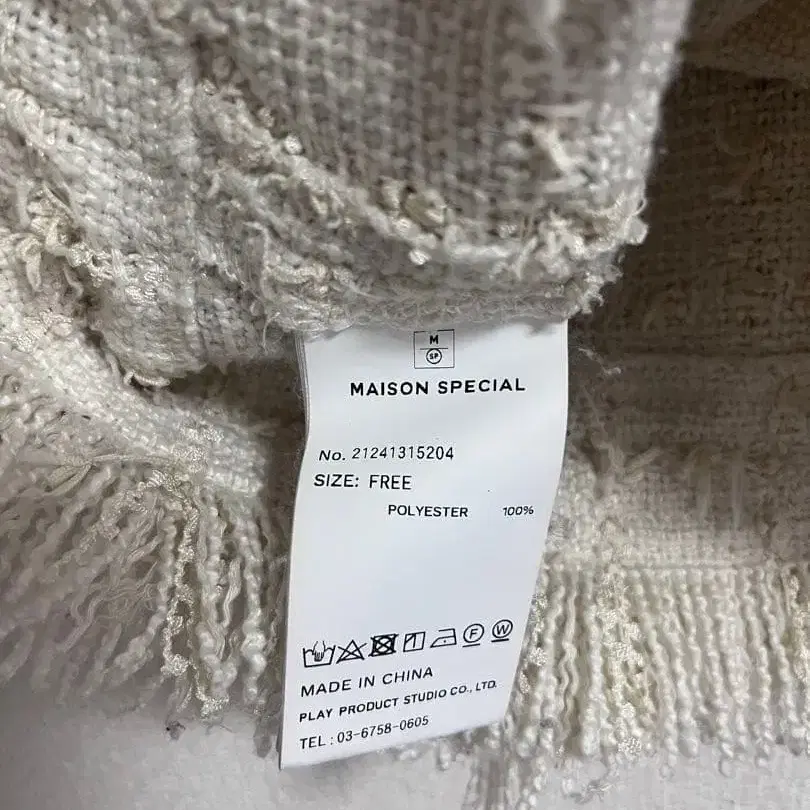 M
SP
MAISON SPECIAL
No. 21241315204
SIZE: FREE
POLYESTER 100%
F W
MADE IN CHINA
PLAY PRODUCT STUDIO CO., LTD.
TEL : 03-6758-0605